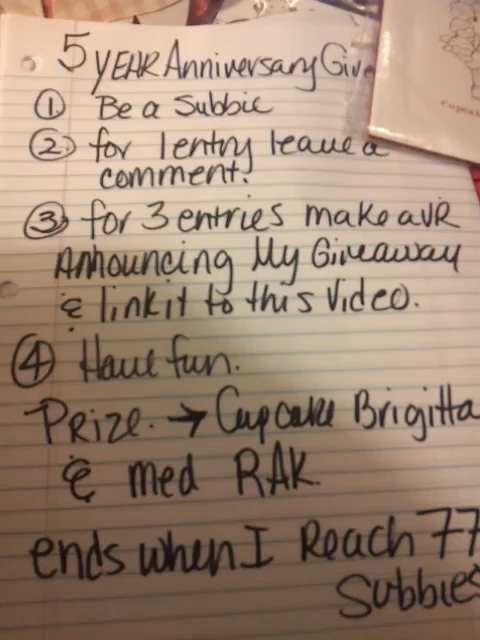 5 YEAR Anniversary Give
① Be a Subbie
② for 1 entry leave a
comment.
③ for 3 entries make a VR
Announcing My Giveaway
& link it to this Video.
④ Have fun.
Prize. → Cupcake Brigitta
& med RAK.
ends when I Reach 77
Subbies